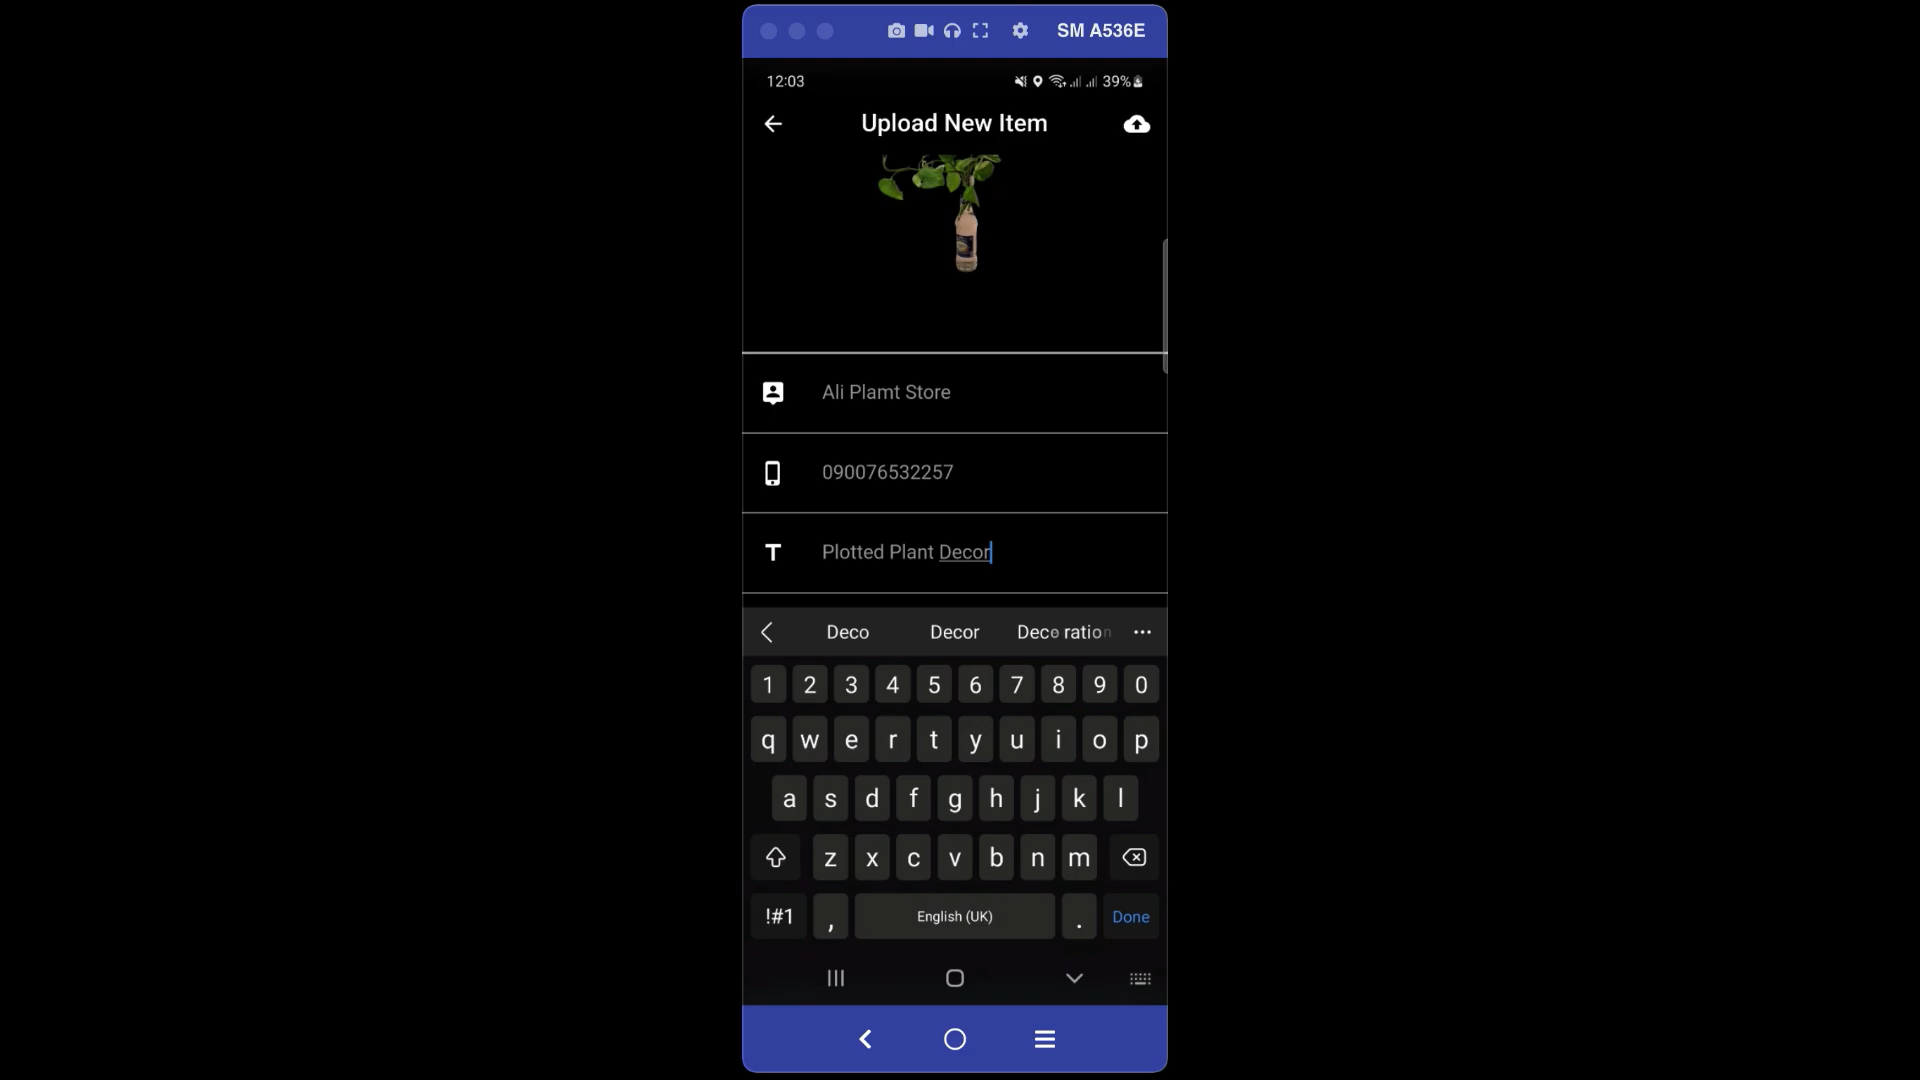 SM A536E
12:03
39%
Upload New Item
Ali Plamt Store
090076532257
Plotted Plant Decor
Deco Decor Decoration
1 2 3 4 5 6 7 8 9 0
q w e r t y u i o p
a s d f g h j k l
z x c v b n m
!#1 , English (UK) . Done